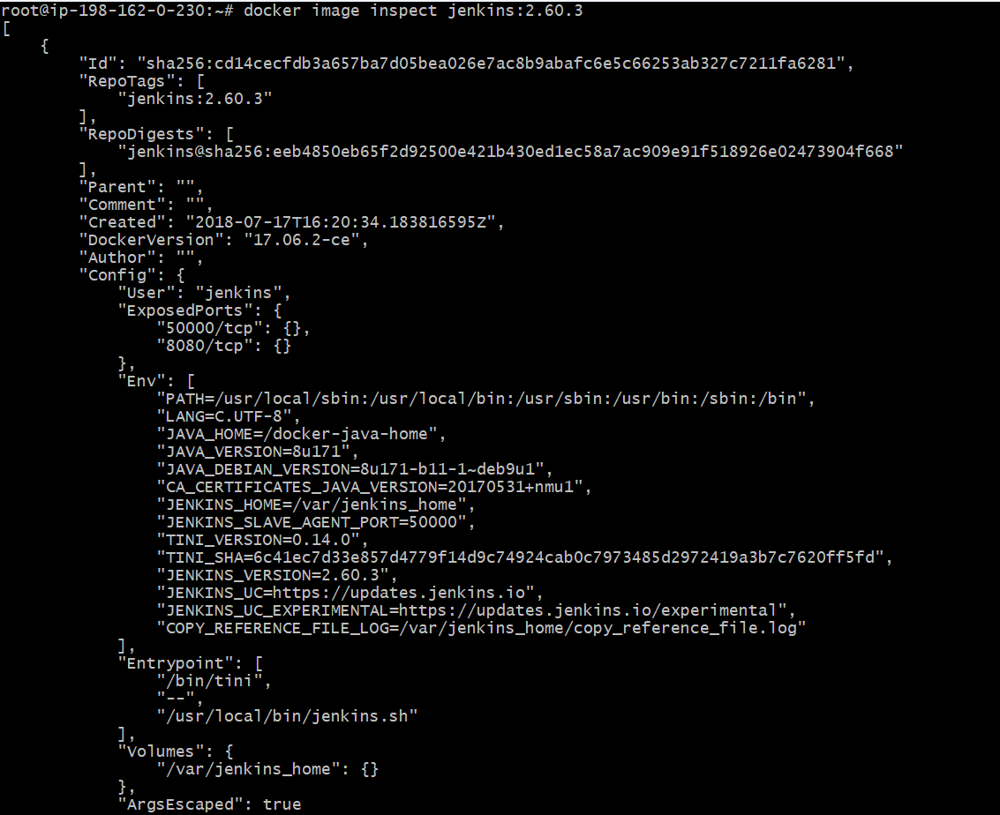 root@ip-198-162-0-230:~# docker image inspect jenkins:2.60.3
[
    {
        "Id": "sha256:cd14cecfdb3a657ba7d05bea026e7ac8b9abafc6e5c66253ab327c7211fa6281",
        "RepoTags": [
            "jenkins:2.60.3"
        ],
        "RepoDigests": [
            "jenkins@sha256:eeb4850eb65f2d92500e421b430ed1ec58a7ac909e91f518926e02473904f668"
        ],
        "Parent": "",
        "Comment": "",
        "Created": "2018-07-17T16:20:34.183816595Z",
        "DockerVersion": "17.06.2-ce",
        "Author": "",
        "Config": {
            "User": "jenkins",
            "ExposedPorts": {
                "50000/tcp": {},
                "8080/tcp": {}
            },
            "Env": [
                "PATH=/usr/local/sbin:/usr/local/bin:/usr/sbin:/usr/bin:/sbin:/bin",
                "LANG=C.UTF-8",
                "JAVA_HOME=/docker-java-home",
                "JAVA_VERSION=8u171",
                "JAVA_DEBIAN_VERSION=8u171-b11-1~deb9u1",
                "CA_CERTIFICATES_JAVA_VERSION=20170531+nmu1",
                "JENKINS_HOME=/var/jenkins_home",
                "JENKINS_SLAVE_AGENT_PORT=50000",
                "TINI_VERSION=0.14.0",
                "TINI_SHA=6c41ec7d33e857d4779f14d9c74924cab0c7973485d2972419a3b7c7620ff5fd",
                "JENKINS_VERSION=2.60.3",
                "JENKINS_UC=https://updates.jenkins.io",
                "JENKINS_UC_EXPERIMENTAL=https://updates.jenkins.io/experimental",
                "COPY_REFERENCE_FILE_LOG=/var/jenkins_home/copy_reference_file.log"
            ],
            "Entrypoint": [
                "/bin/tini",
                "--",
                "/usr/local/bin/jenkins.sh"
            ],
            "Volumes": {
                "/var/jenkins_home": {}
            },
            "ArgsEscaped": true